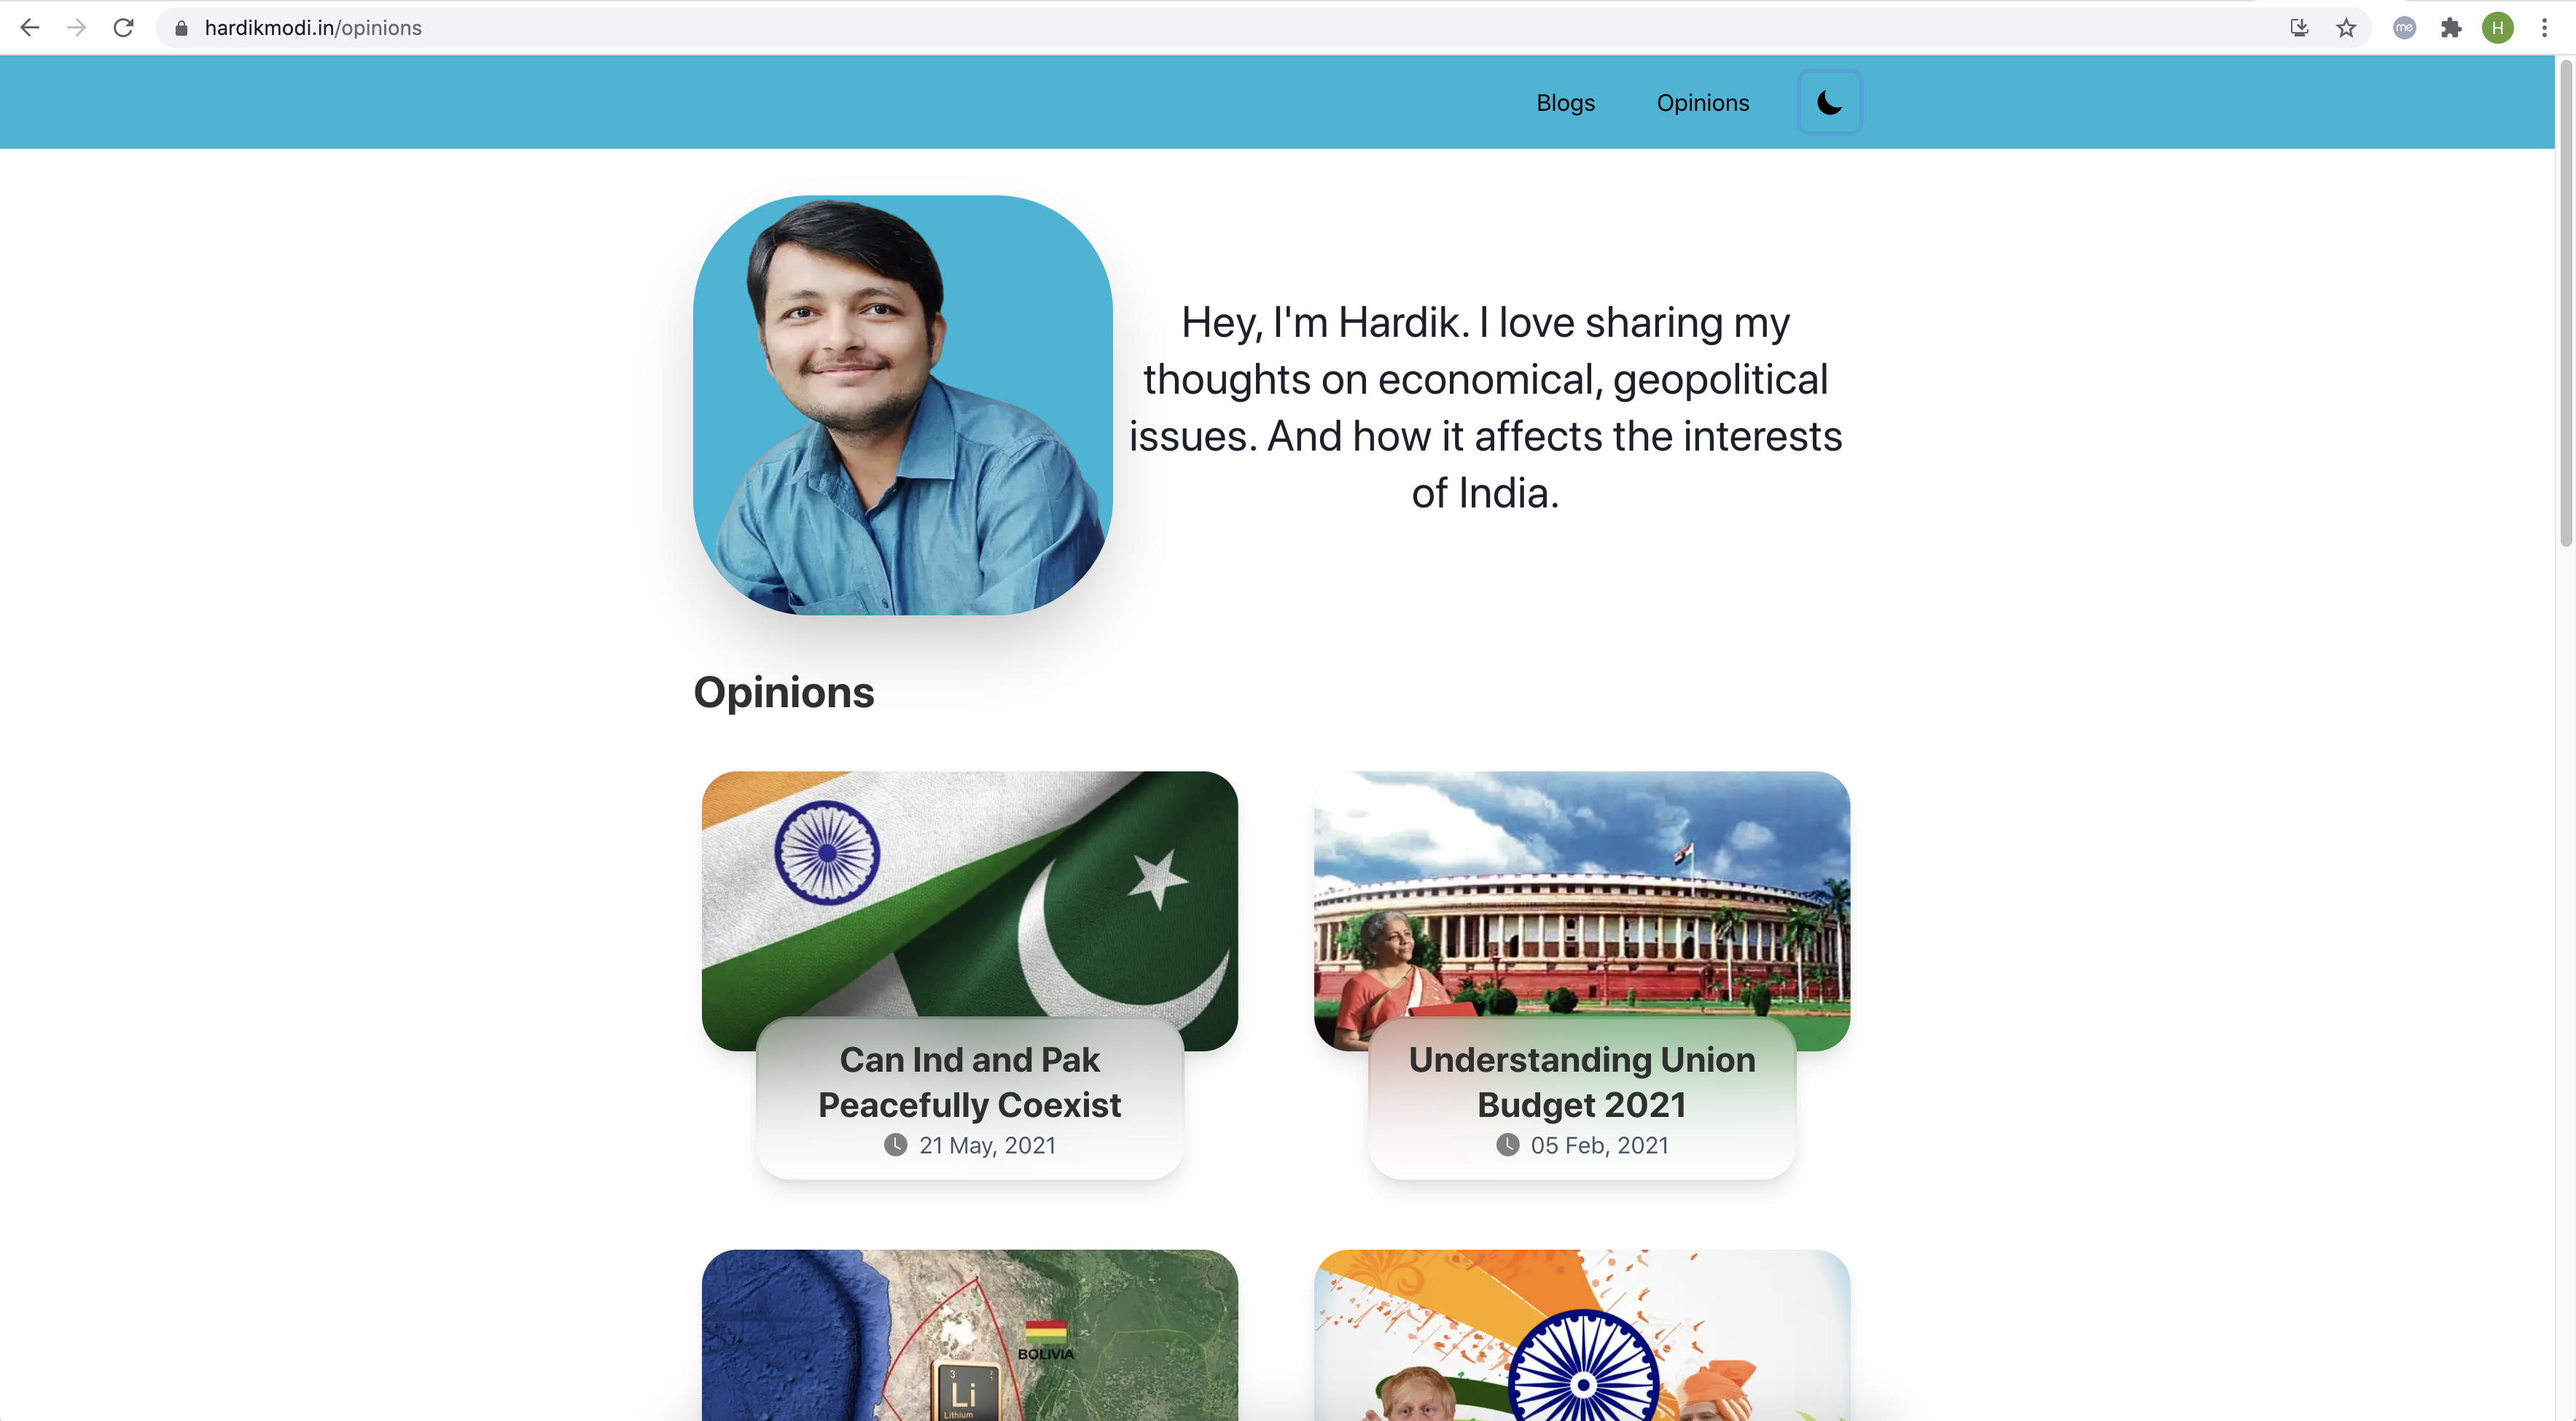 hardikmodi.in/opinions
me
H
Blogs
Opinions
Hey, I'm Hardik. I love sharing my
thoughts on economical, geopolitical
issues. And how it affects the interests
of India.
Opinions
Can Ind and Pak
Peacefully Coexist
21 May, 2021
Understanding Union
Budget 2021
05 Feb, 2021
BOLIVIA
3
Li
Lithium